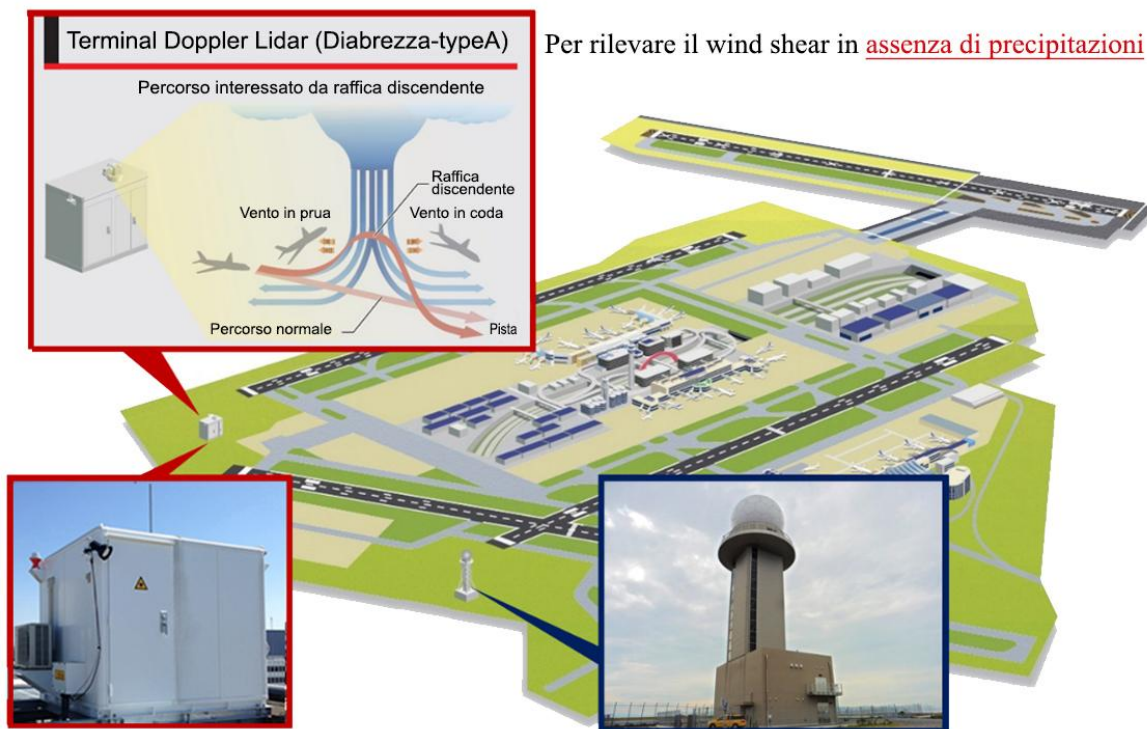 Terminal Doppler Lidar (Diabrezza-typeA)
Per rilevare il wind shear in assenza di precipitazioni
Percorso interessato da raffica discendente
Raffica
discendente
Vento in prua
Vento in coda
Percorso normale
Pista